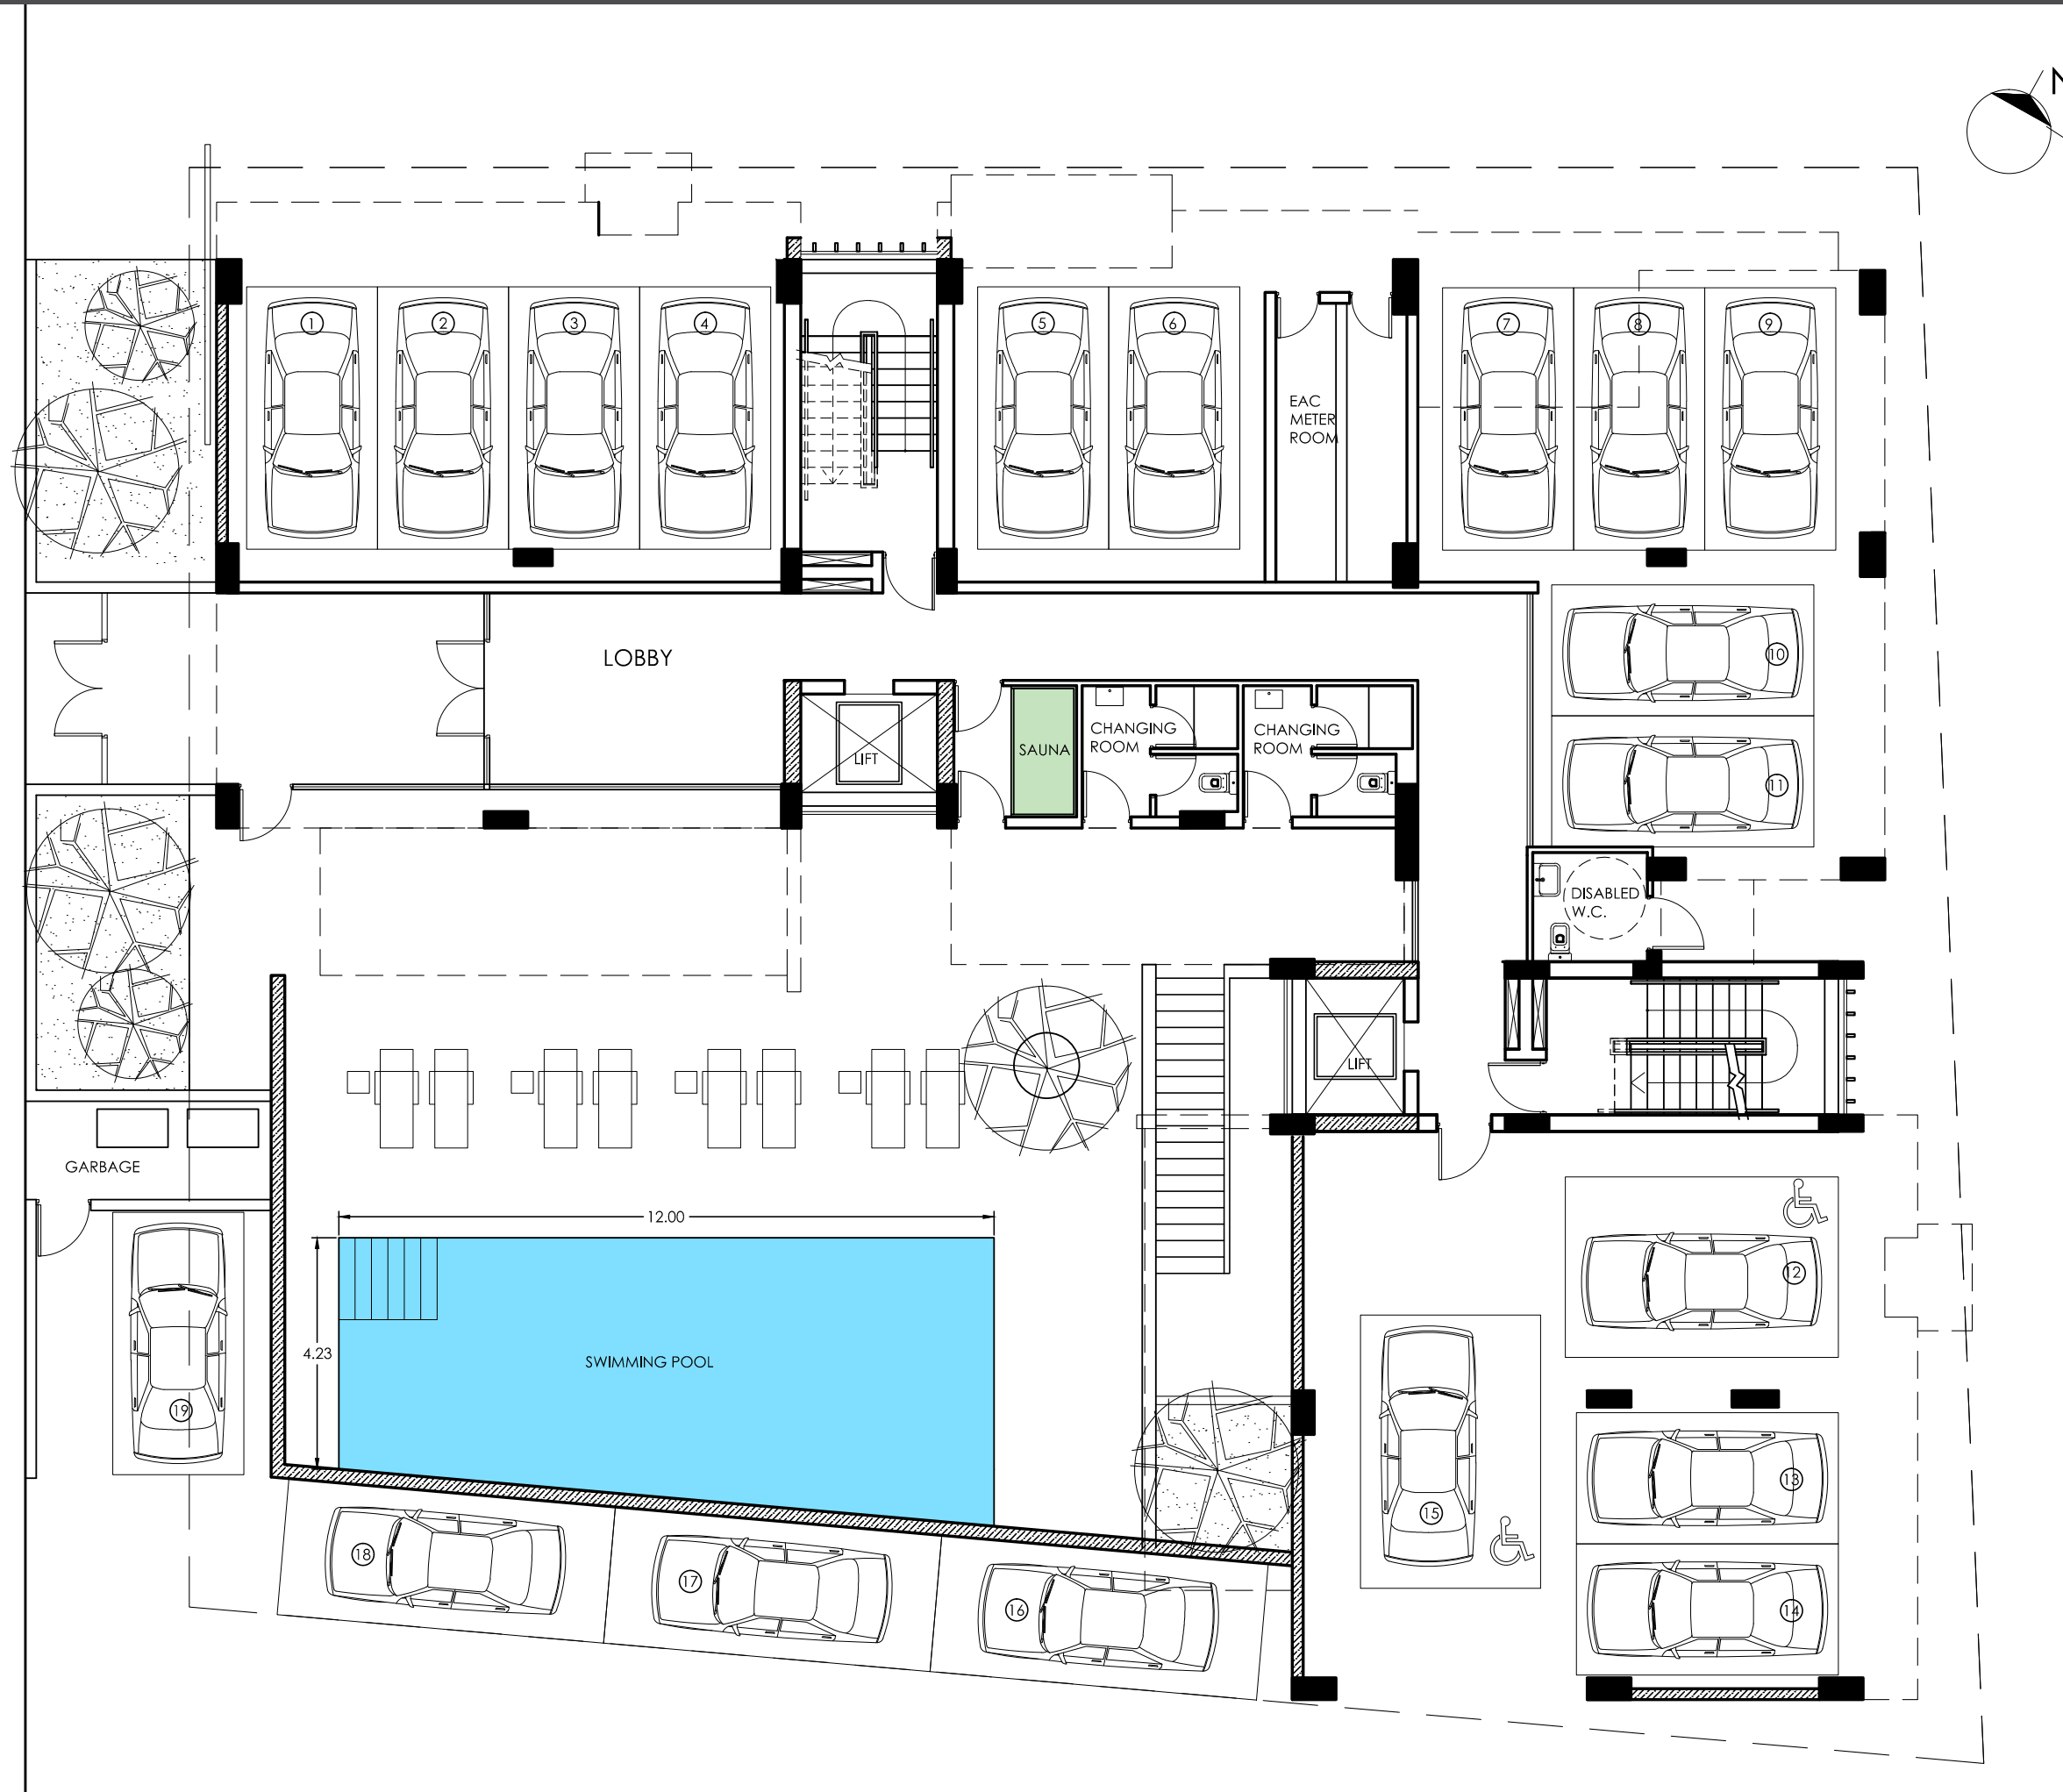 N
1
2
3
4
5
6
7
8
9
EAC
METER
ROOM
LOBBY
10
LIFT
SAUNA
CHANGING
ROOM
CHANGING
ROOM
11
DISABLED
W.C.
LIFT
GARBAGE
12.00
12
4.23
SWIMMING POOL
19
13
15
18
17
16
14